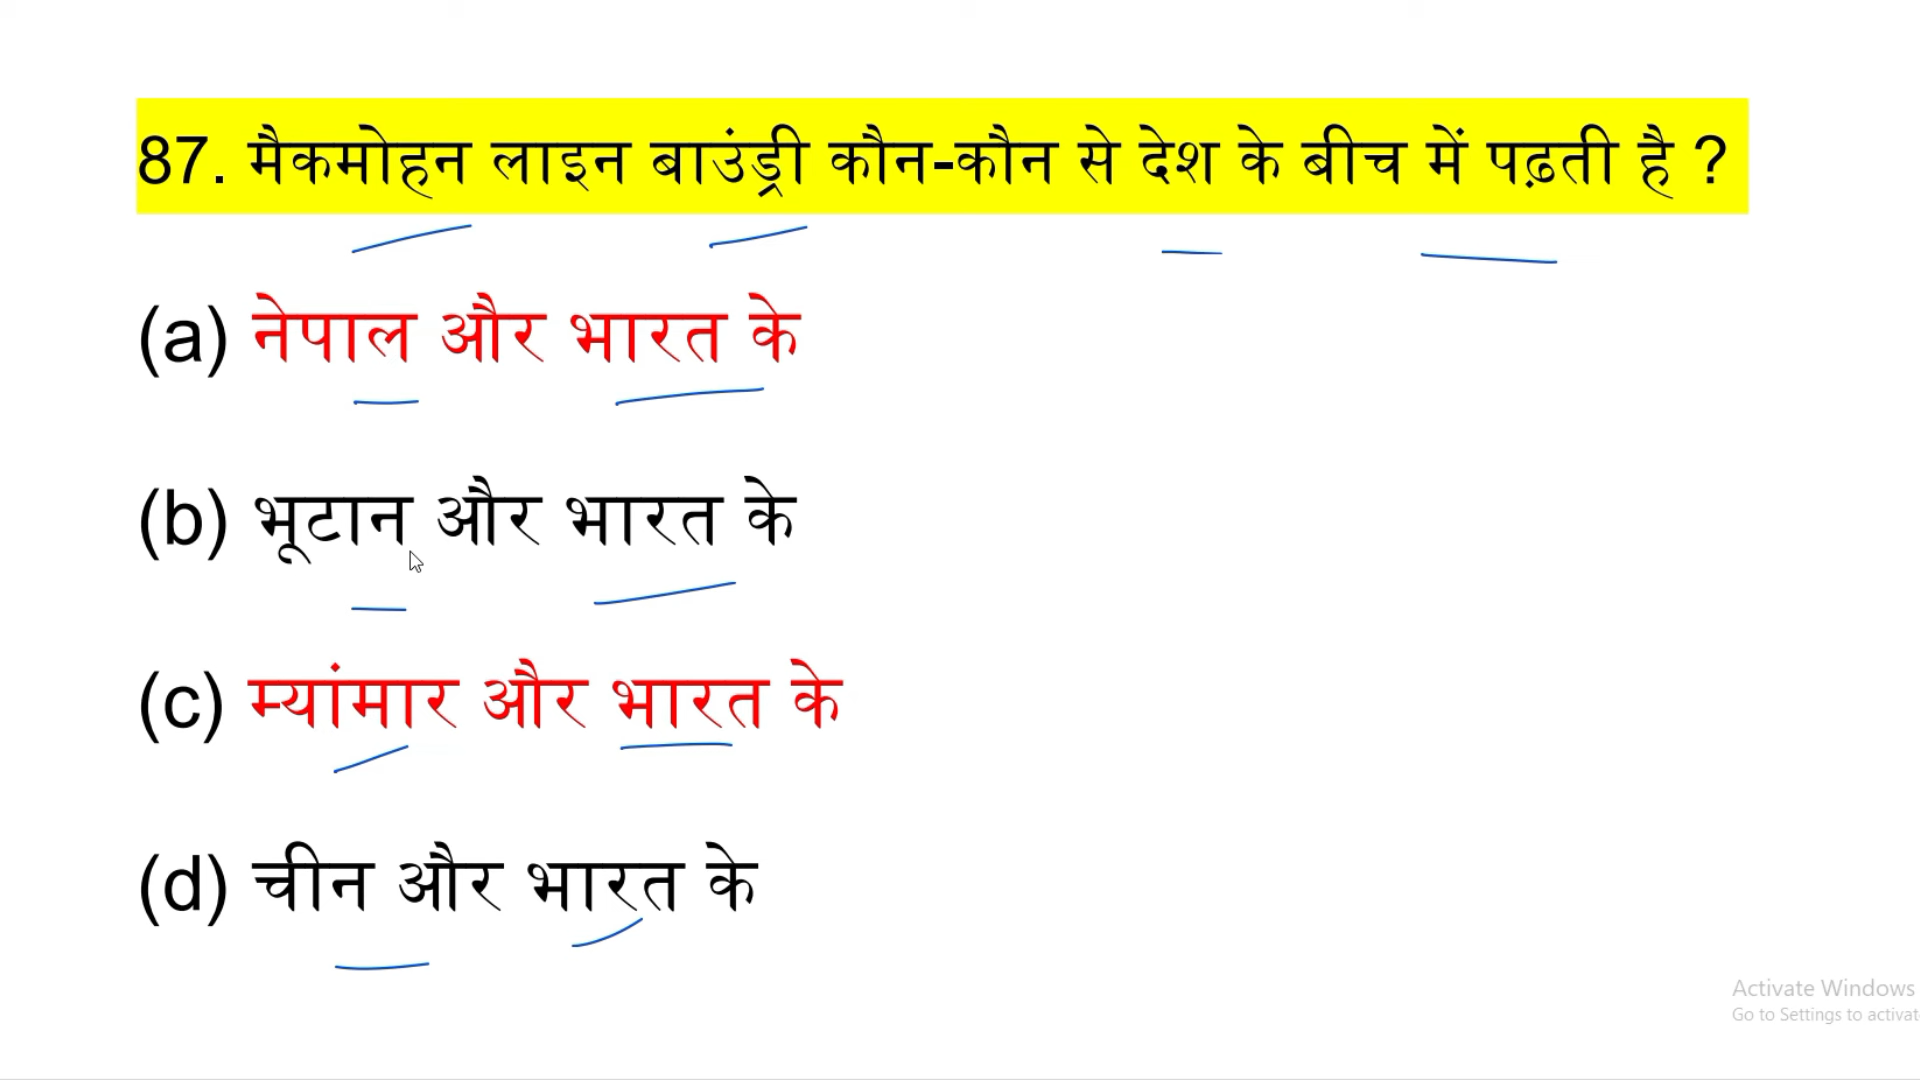 87. मैकमोहन लाइन बाउंड्री कौन-कौन से देश के बीच में पढ़ती है ?
(a) नेपाल और भारत के
(b) भूटान और भारत के
(c) म्यांमार और भारत के
(d) चीन और भारत के
Activate Windows
Go to Settings to activat